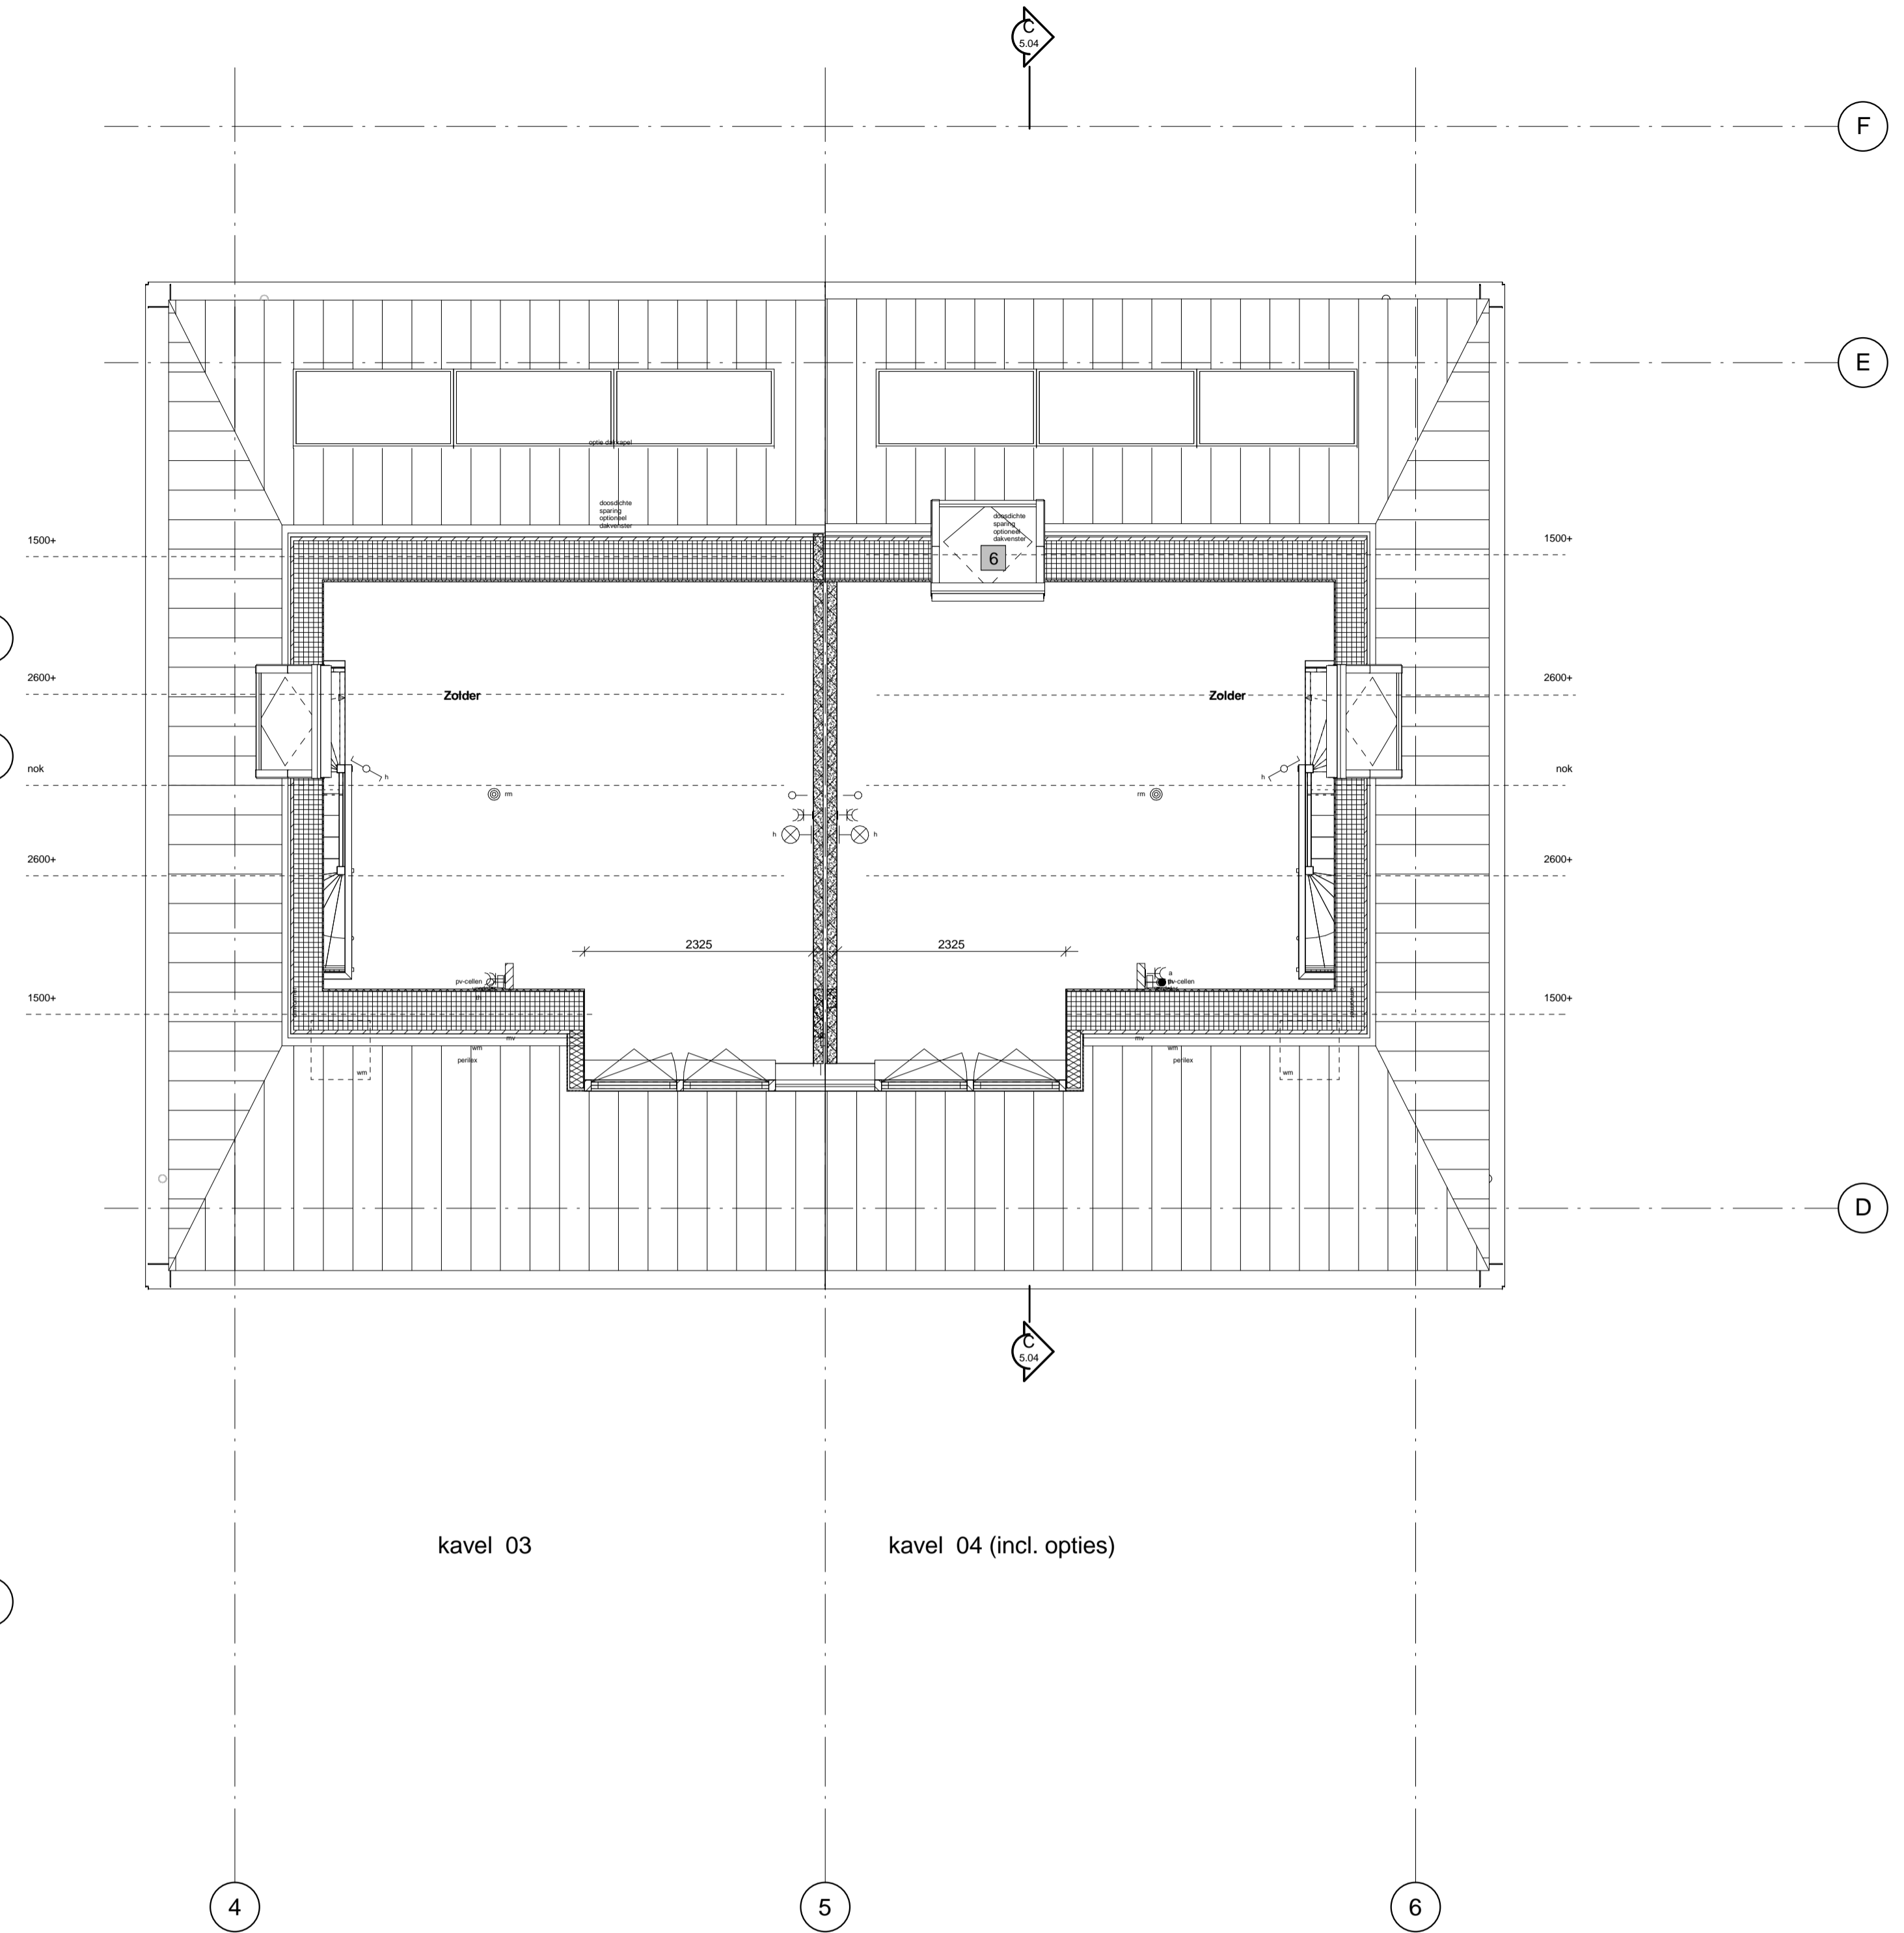 C
5.04
F
E
optie dakkapel
doosdichte
sparing
optioneel
dakvenster
doosdichte
sparing
optioneel
dakvenster
6
1500+
1500+
2600+
2600+
Zolder
Zolder
nok
nok
h
h
rm
rm
h
h
2600+
2600+
2325
2325
pv-cellen
a
pv-cellen
1500+
1500+
mv
mv
wm
wm
perilex
perilex
wm
wm
D
C
5.04
kavel 03
kavel 04 (incl. opties)
4
5
6